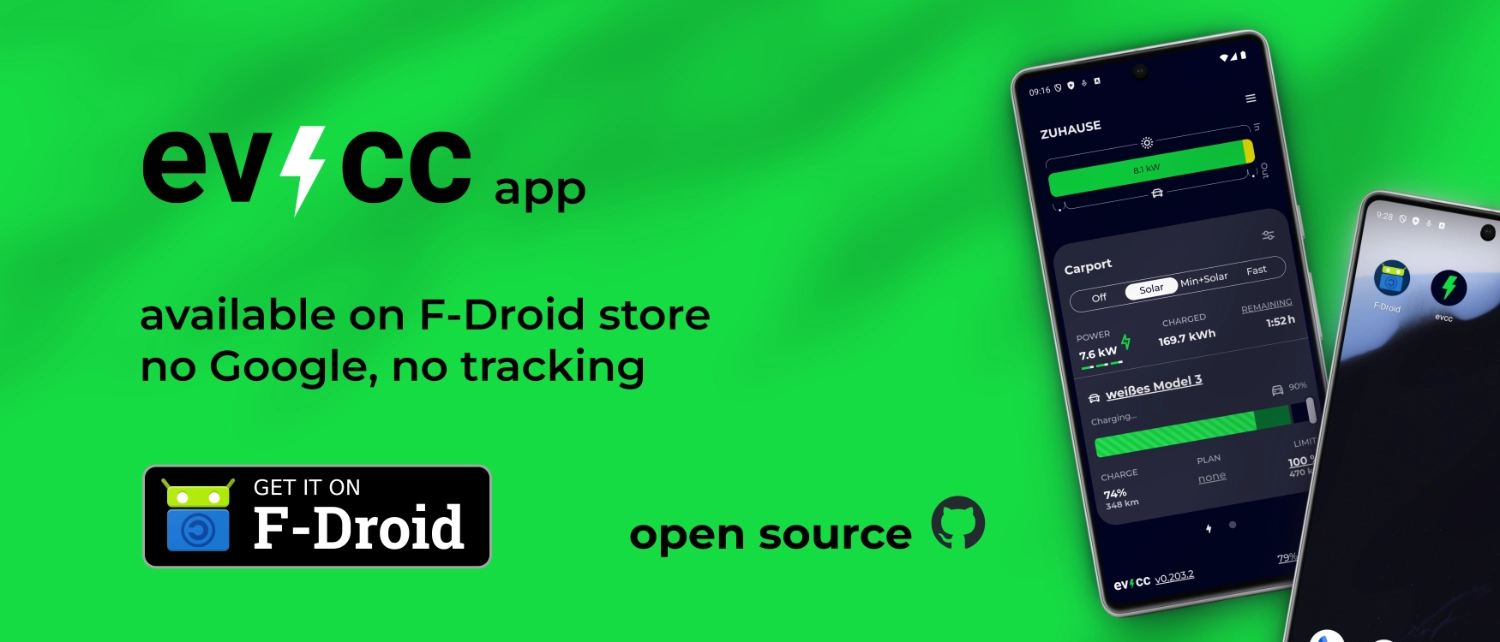 evcc app
available on F-Droid store
no Google, no tracking
GET IT ON
F-Droid
open source
09:16
ZUHAUSE
In
8.1 kW
Out
Carport
Off Solar Min+Solar Fast
POWER CHARGED REMAINING
7.6 kW 169.7 kWh 1:52 h
weißes Model 3
Charging... 90%
CHARGE PLAN LIMIT
74% none 100 %
348 km 470
evcc v0.203.2 79%
9:28
F-Droid evcc